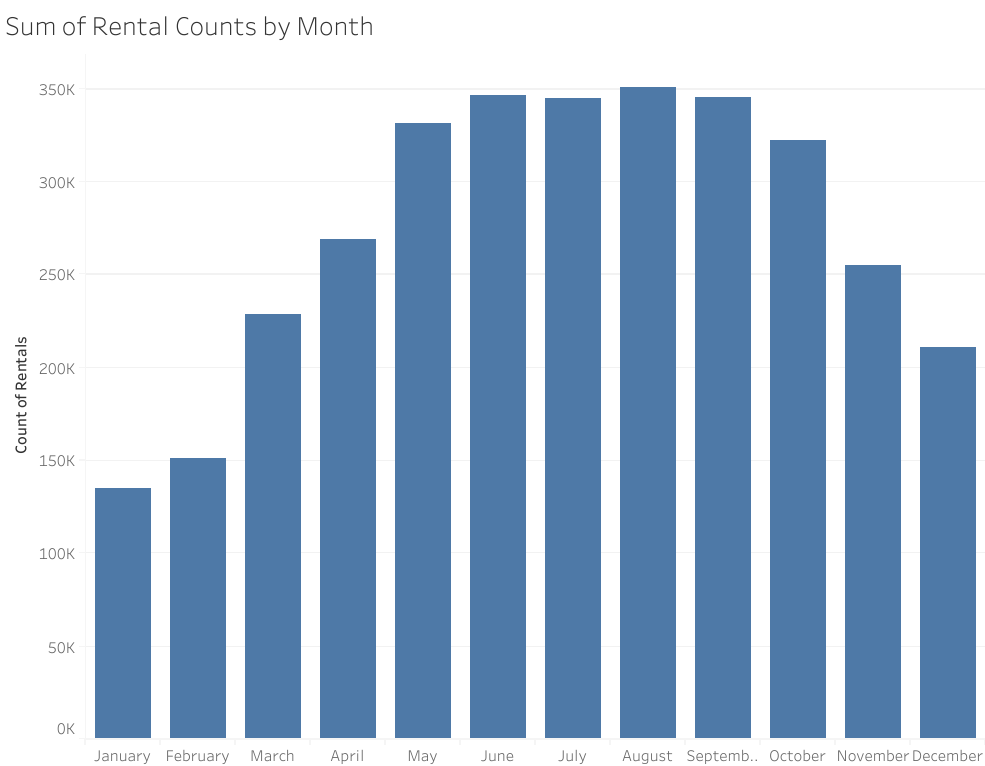 Sum of Rental Counts by Month
350K
300K
250K
200K
150K
100K
50K
0K
Count of Rentals
January February March April May June July August Septemb.. October November December